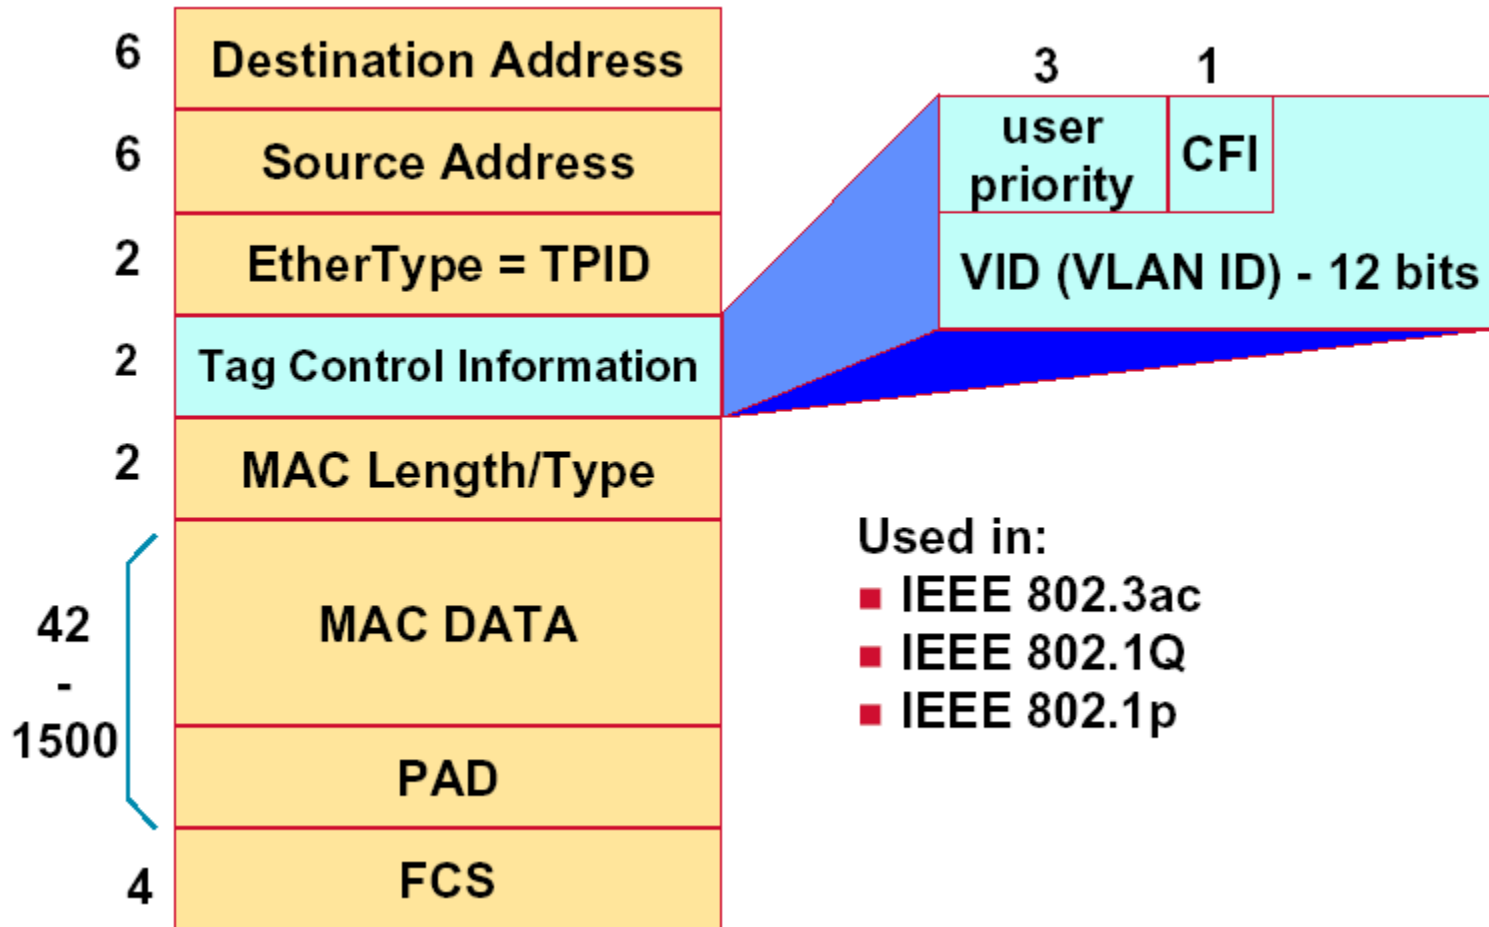 6
Destination Address
6
Source Address
2
EtherType = TPID
2
Tag Control Information
2
MAC Length/Type
42
-
1500
MAC DATA
PAD
4
FCS
3 1
user
priority
CFI
VID (VLAN ID) - 12 bits
Used in:
IEEE 802.3ac
IEEE 802.1Q
IEEE 802.1p